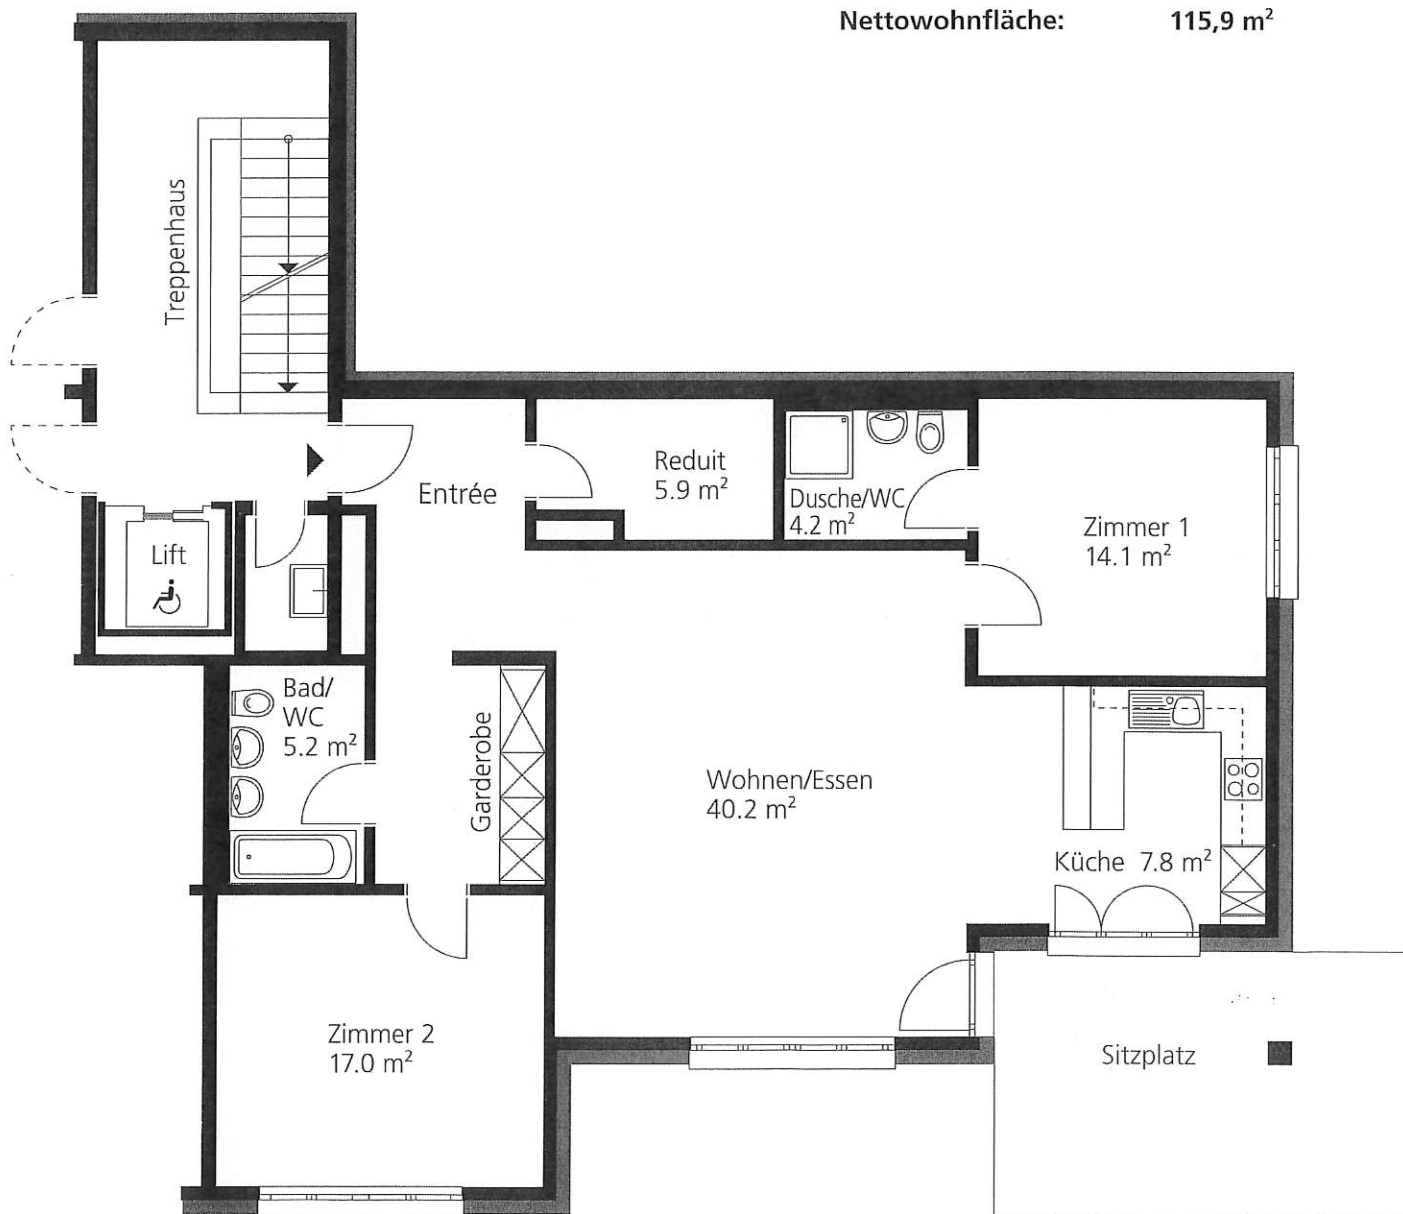 Nettowohnfläche: 115,9 m²
Treppenhaus
Entrée
Reduit
5.9 m²
Dusche/WC
4.2 m²
Zimmer 1
14.1 m²
Lift
Bad/
WC
5.2 m²
Garderobe
Wohnen/Essen
40.2 m²
Küche 7.8 m²
Zimmer 2
17.0 m²
Sitzplatz